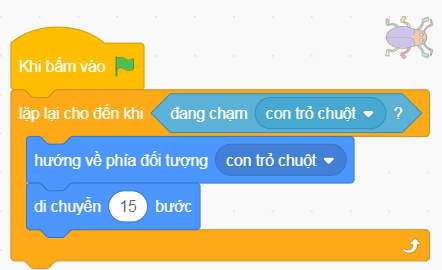 Khi bấm vào
lặp lại cho đến khi đang chạm con trỏ chuột ?
hướng về phía đối tượng con trỏ chuột
di chuyển 15 bước